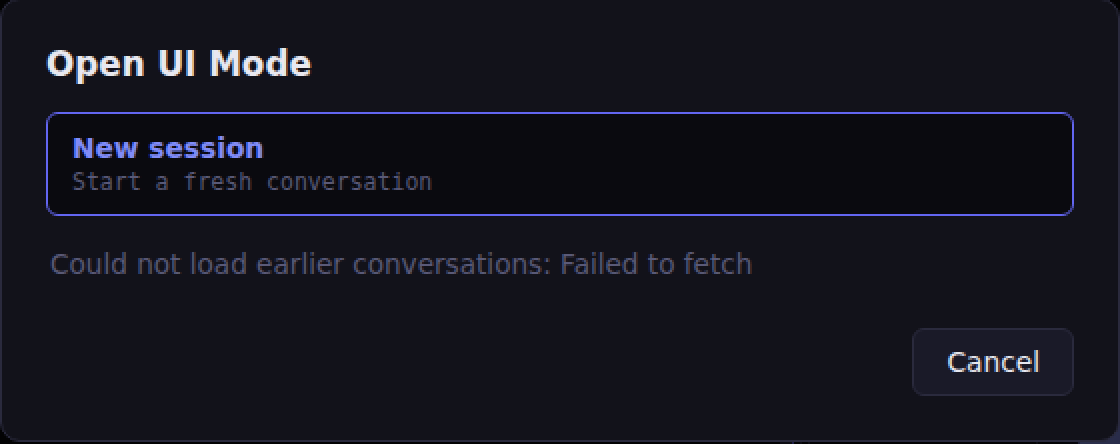 Open UI Mode
New session
Start a fresh conversation
Could not load earlier conversations: Failed to fetch
Cancel